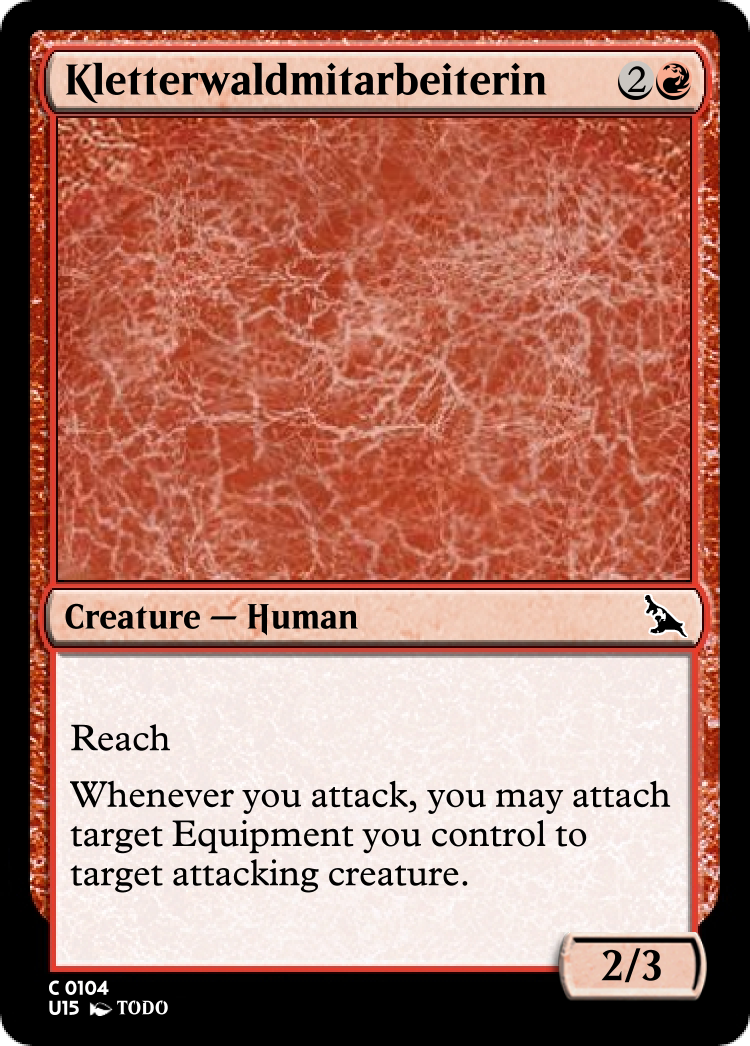 Kletterwaldmitarbeiterin 2
Creature — Human
Reach
Whenever you attack, you may attach
target Equipment you control to
target attacking creature.
2/3
C 0104
U15 TODO